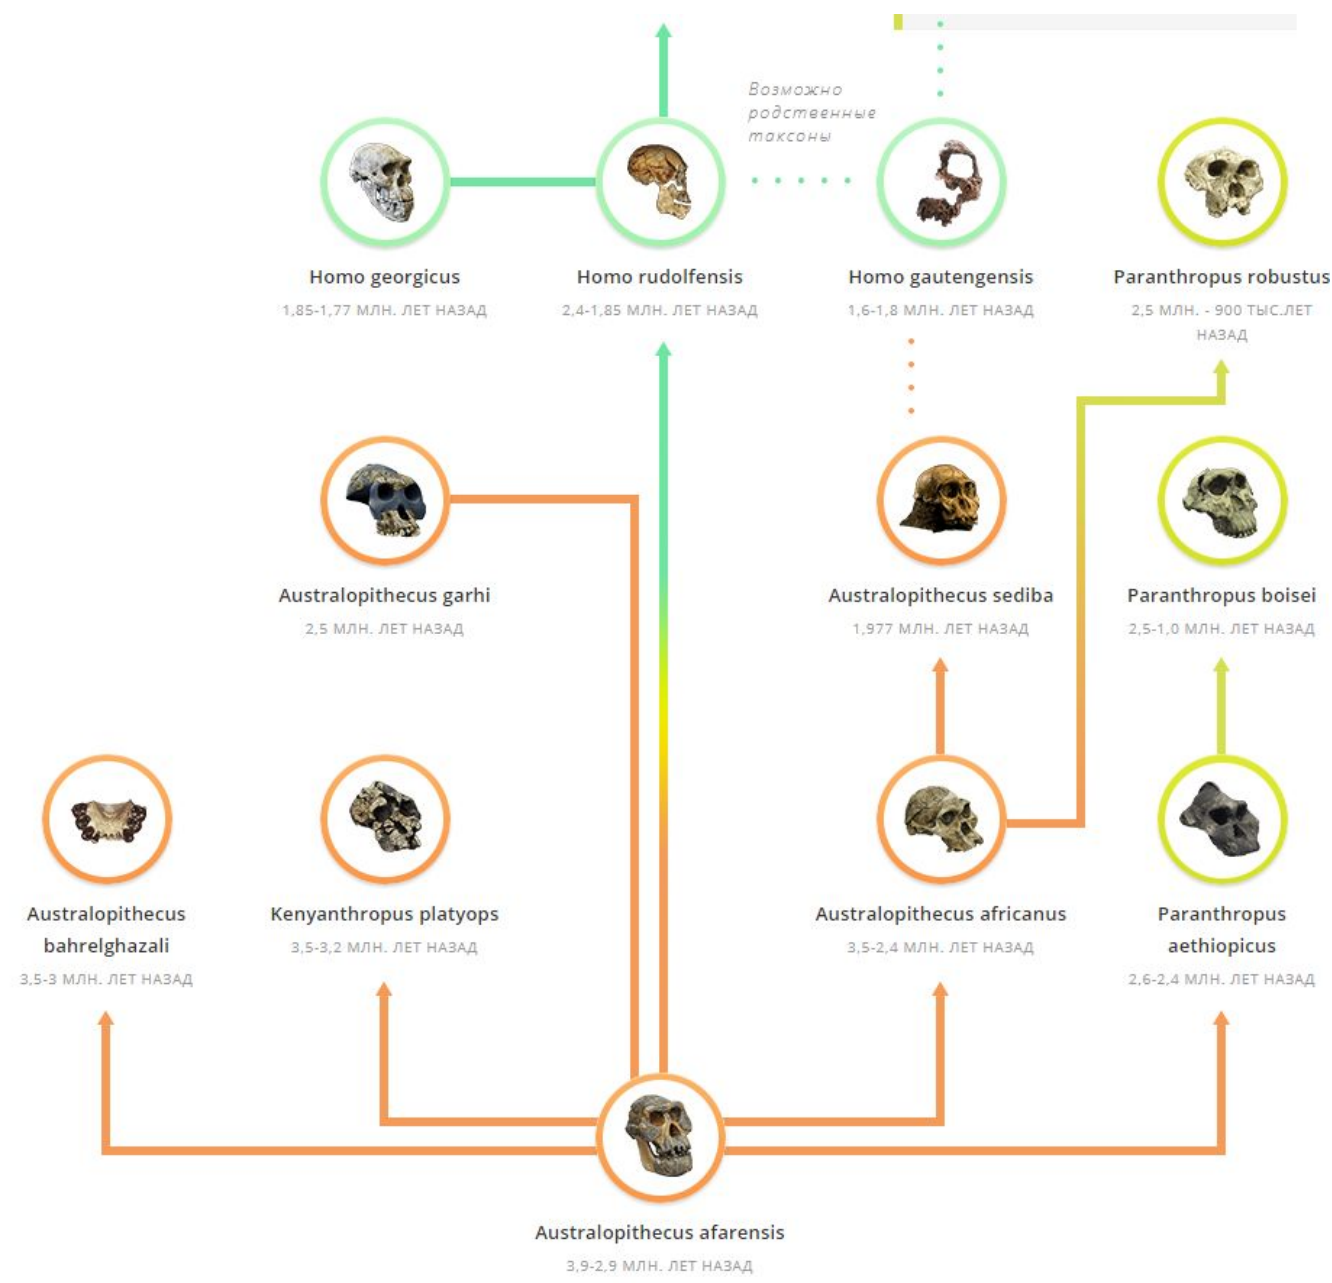 Возможно
родственные
таксоны
Homo georgicus
1,85-1,77 МЛН. ЛЕТ НАЗАД
Homo rudolfensis
2,4-1,85 МЛН. ЛЕТ НАЗАД
Homo gautengensis
1,6-1,8 МЛН. ЛЕТ НАЗАД
Paranthropus robustus
2,5 МЛН. - 900 ТЫС.ЛЕТ
НАЗАД
Australopithecus garhi
2,5 МЛН. ЛЕТ НАЗАД
Australopithecus sediba
1,977 МЛН. ЛЕТ НАЗАД
Paranthropus boisei
2,5-1,0 МЛН. ЛЕТ НАЗАД
Australopithecus
bahrelghazali
3,5-3 МЛН. ЛЕТ НАЗАД
Kenyanthropus platyops
3,5-3,2 МЛН. ЛЕТ НАЗАД
Australopithecus africanus
3,5-2,4 МЛН. ЛЕТ НАЗАД
Paranthropus
aethiopicus
2,6-2,4 МЛН. ЛЕТ НАЗАД
Australopithecus afarensis
3,9-2,9 МЛН. ЛЕТ НАЗАД